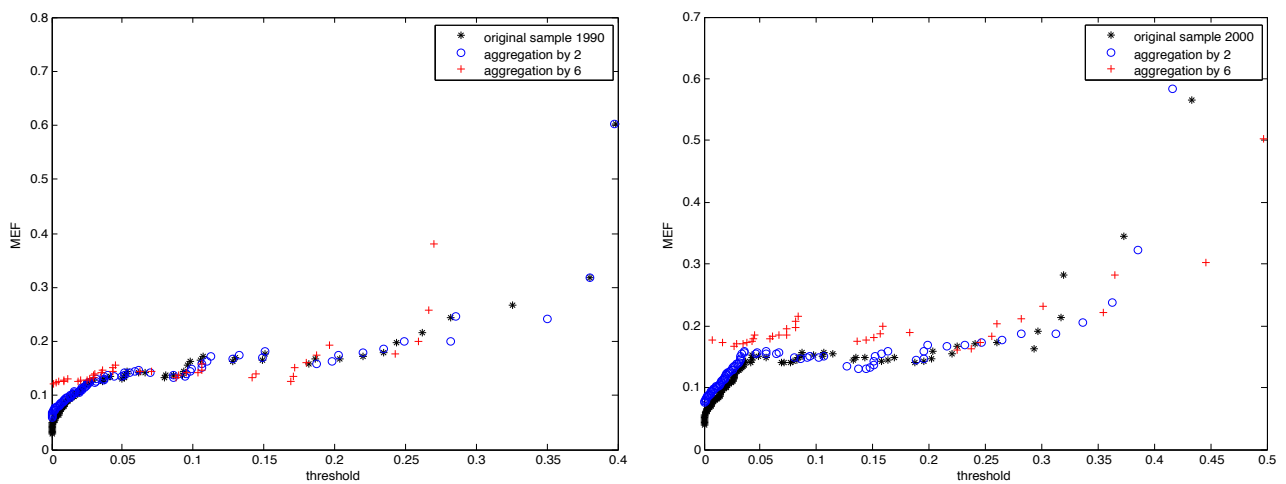 0.8
0.7
0.6
0.5
0.4
0.3
0.2
0.1
0
MEF
0 0.05 0.1 0.15 0.2 0.25 0.3 0.35 0.4
threshold
original sample 1990
aggregation by 2
aggregation by 6
0.7
0.6
0.5
0.4
0.3
0.2
0.1
0
MEF
0 0.05 0.1 0.15 0.2 0.25 0.3 0.35 0.4 0.45 0.5
threshold
original sample 2000
aggregation by 2
aggregation by 6